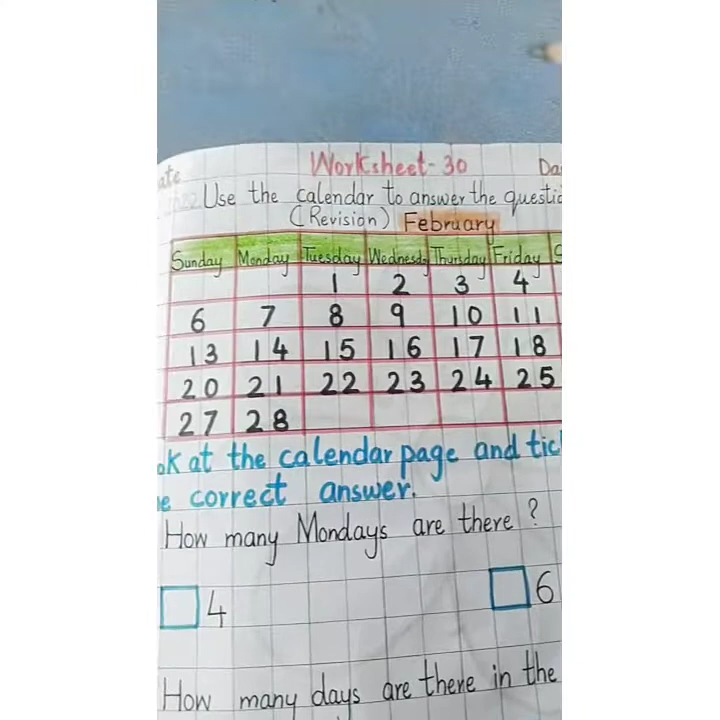 Worksheet-30
Use the calendar to answer the
(Revision) February
Sunday Monday Tuesday Wednesday Thursday Friday
1 2 3 4
6 7 8 9 10 11
13 14 15 16 17 18
20 21 22 23 24 25
27 28
at the calendar page and
correct answer.
How many Mondays are there ?
4 6
How many days are there in the